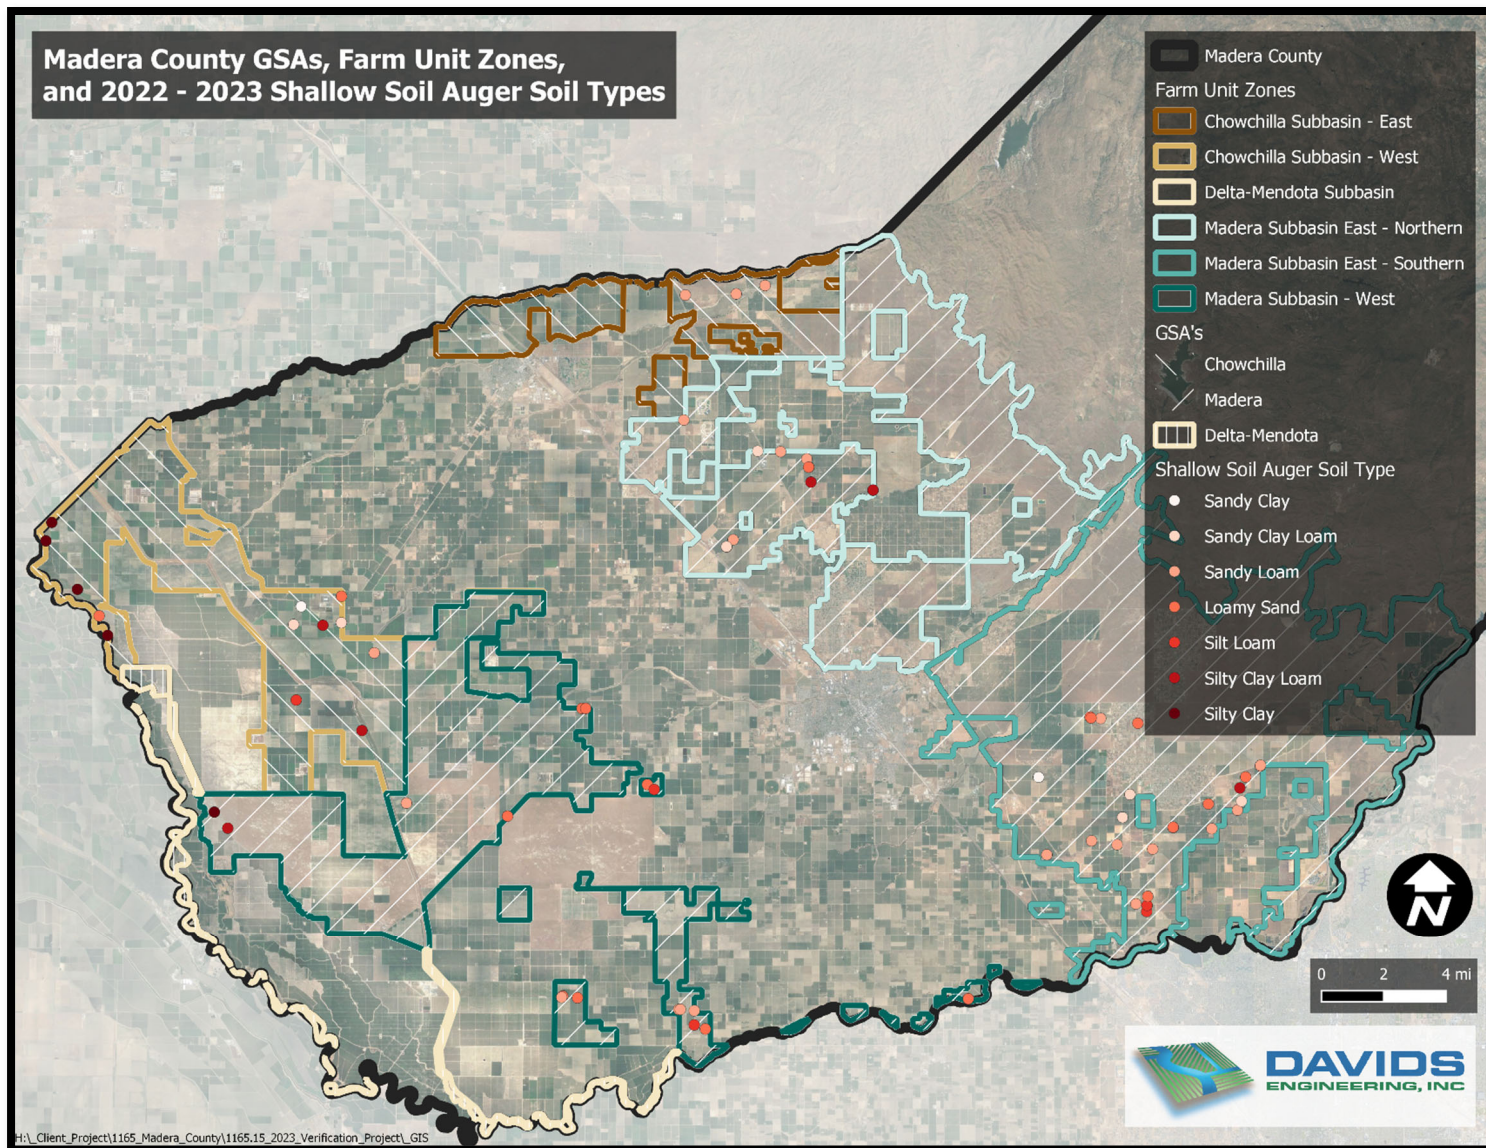 Madera County GSAs, Farm Unit Zones,
and 2022 - 2023 Shallow Soil Auger Soil Types
Madera County
Farm Unit Zones
Chowchilla Subbasin - East
Chowchilla Subbasin - West
Delta-Mendota Subbasin
Madera Subbasin East - Northern
Madera Subbasin East - Southern
Madera Subbasin - West
GSA's
Chowchilla
Madera
Delta-Mendota
Shallow Soil Auger Soil Type
Sandy Clay
Sandy Clay Loam
Sandy Loam
Loamy Sand
Silt Loam
Silty Clay Loam
Silty Clay
N
0 2 4 mi
DAVIDS
ENGINEERING, INC
H:\_Client_Project\1165_Madera_County\1165.15_2023_Verification_Project\_GIS